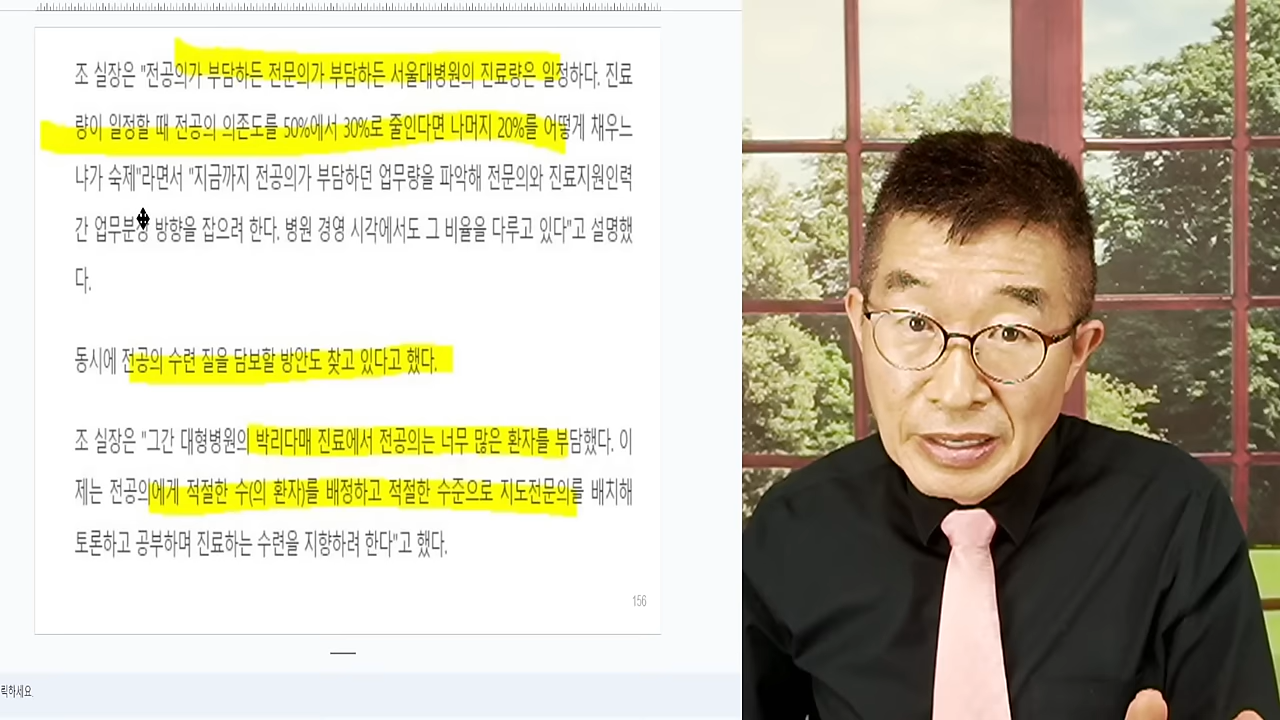 조 실장은 "전공의가 부담하든 전문의가 부담하든 서울대병원의 진료량은 일정하다. 진료
량이 일정할 때 전공의 의존도를 50%에서 30%로 줄인다면 나머지 20%를 어떻게 채우느
냐가 숙제"라면서 "지금까지 전공의가 부담하던 업무량을 파악해 전문의와 진료지원인력
간 업무분장 방향을 잡으려 한다. 병원 경영 시각에서도 그 비율을 다루고 있다"고 설명했
다.
동시에 전공의 수련 질을 담보할 방안도 찾고 있다고 했다.
조 실장은 "그간 대형병원의 박리다매 진료에서 전공의는 너무 많은 환자를 부담했다. 이
제는 전공의에게 적절한 수(의 환자)를 배정하고 적절한 수준으로 지도전문의를 배치해
토론하고 공부하며 진료하는 수련을 지향하려 한다"고 했다.
156
릭하세요.